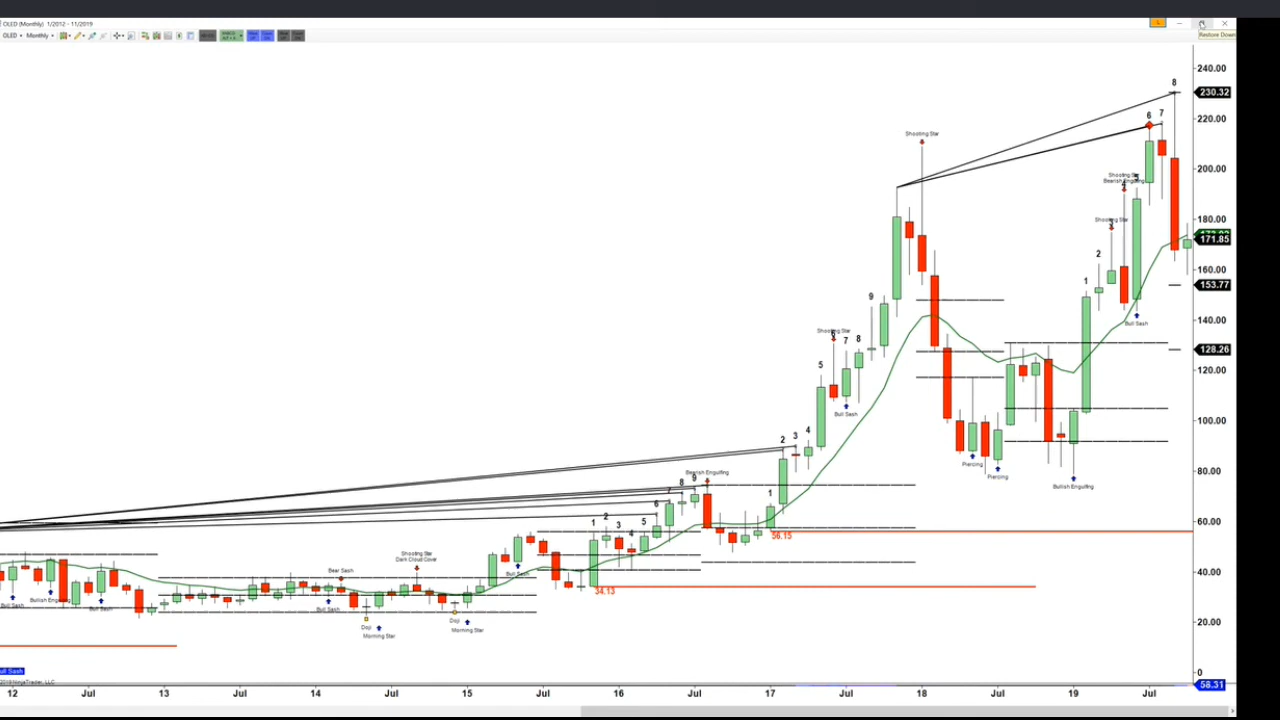 OLED (Monthly) 1/2012 - 11/2019
OLED
Monthly
Restore Down
240.00
230.32
220.00
200.00
180.00
171.85
160.00
153.77
140.00
128.26
120.00
100.00
80.00
60.00
40.00
20.00
0
58.31
8
6 7
Shooting Star
Shooting Star
Bearish Engulfing
Shooting Star
2
1
Bull Sash
9
Shooting Star
7 8
5
Bull Sash
2 3 4
Piercing
Piercing
Bullish Engulfing
Bearish Engulfing
8 9
6
5
1 2 3 4
1
56.15
34.13
Shooting Star
Dark Cloud Cover
Bear Sash
Bull Sash
Bull Sash
Bullish Engulfing
Bull Sash
Bull Sash
Doji
Morning Star
Doji
Morning Star
Bull Sash
2019 NinjaTrader, LLC
12 Jul 13 Jul 14 Jul 15 Jul 16 Jul 17 Jul 18 Jul 19 Jul